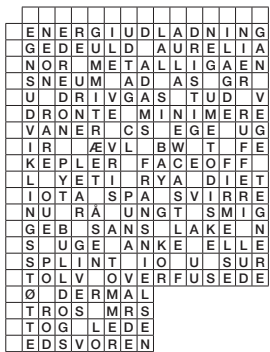 ENERGIUDLADNING
GEDEULD AURELIA
NOR METALLIGAEN
SNEUM AD AS GR
U DRIVGAS TUD V
DRONTE MINIMERE
VANER CS EGE UG
IR ÆVL BW T FE
KEPLER FACEOFF
L YETI RYA DIET
IOTA SPA SVIRRE
NU RÅ UNGT SMIG
GEB SANS LAKE N
S UGE ANKE ELLE
SPLINT IO U SUR
TOLV OVERFUSEDE
Ø DERMAL
TROS MRS
TOG LEDE
EDSVOREN